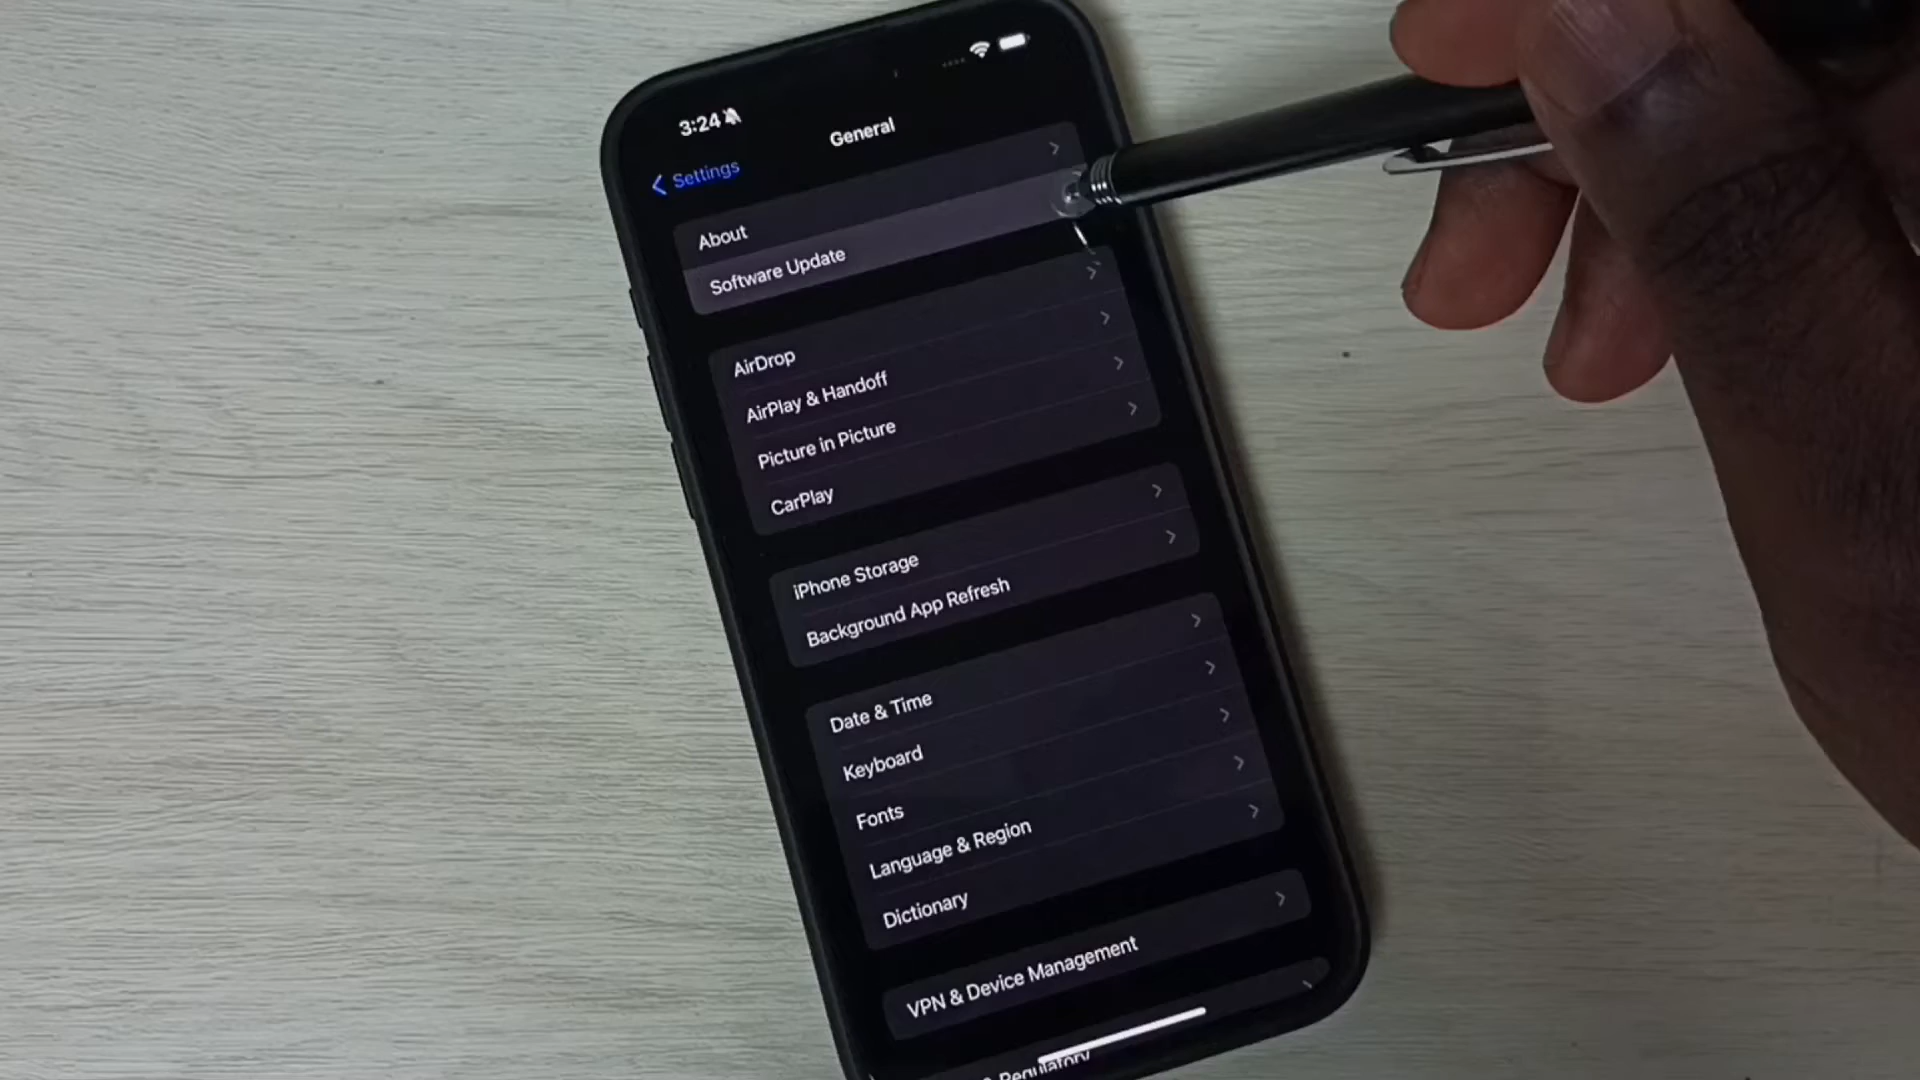 3:24
General
Settings
About
Software Update
AirDrop
AirPlay & Handoff
Picture in Picture
CarPlay
iPhone Storage
Background App Refresh
Date & Time
Keyboard
Fonts
Language & Region
Dictionary
VPN & Device Management
& Regulatory